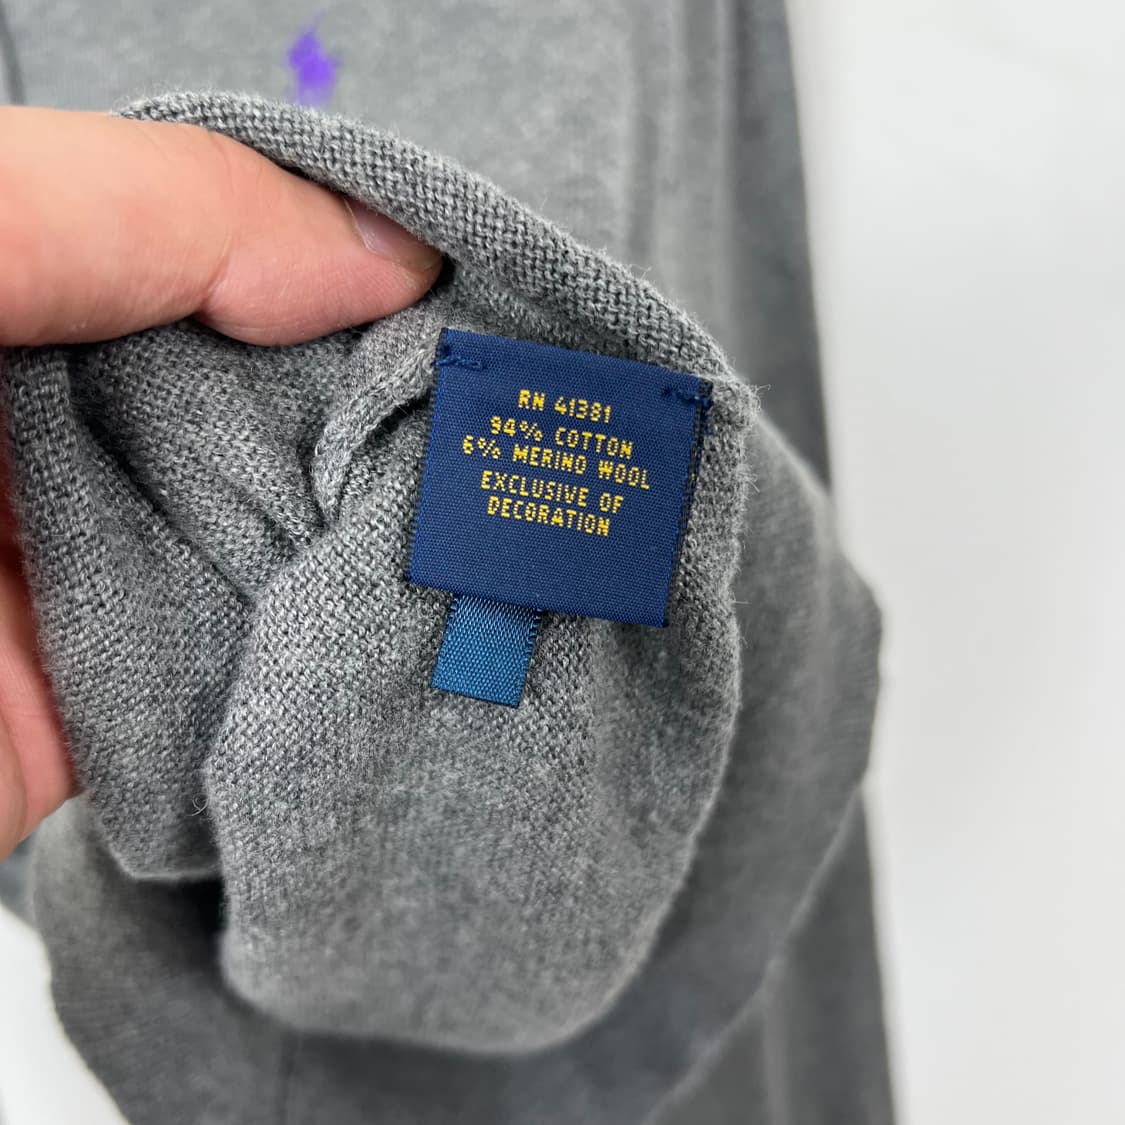 RN 41381
94% COTTON
6% MERINO WOOL
EXCLUSIVE OF
DECORATION